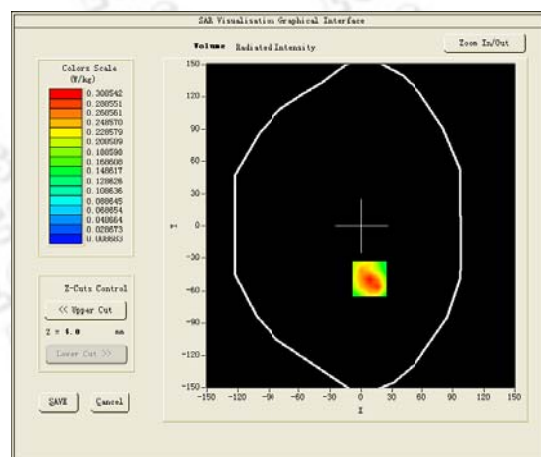 SAR Visualisation Graphical Interface
Volume Radiated Intensity
Zoom In/Out
Colors Scale
(W/kg)
0.308542
0.288551
0.268561
0.248570
0.228579
0.208589
0.188598
0.168608
0.148617
0.128626
0.108636
0.088645
0.068654
0.048664
0.028673
0.008683
Z-Cuts Control
<< Upper Cut
Z = 4.0 mm
Lower Cut >>
SAVE
Cancel
150
120
90
60
30
0
-30
-60
-90
-120
-150
Y
-150 -120 -90 -60 -30 0 30 60 90 120 150
X